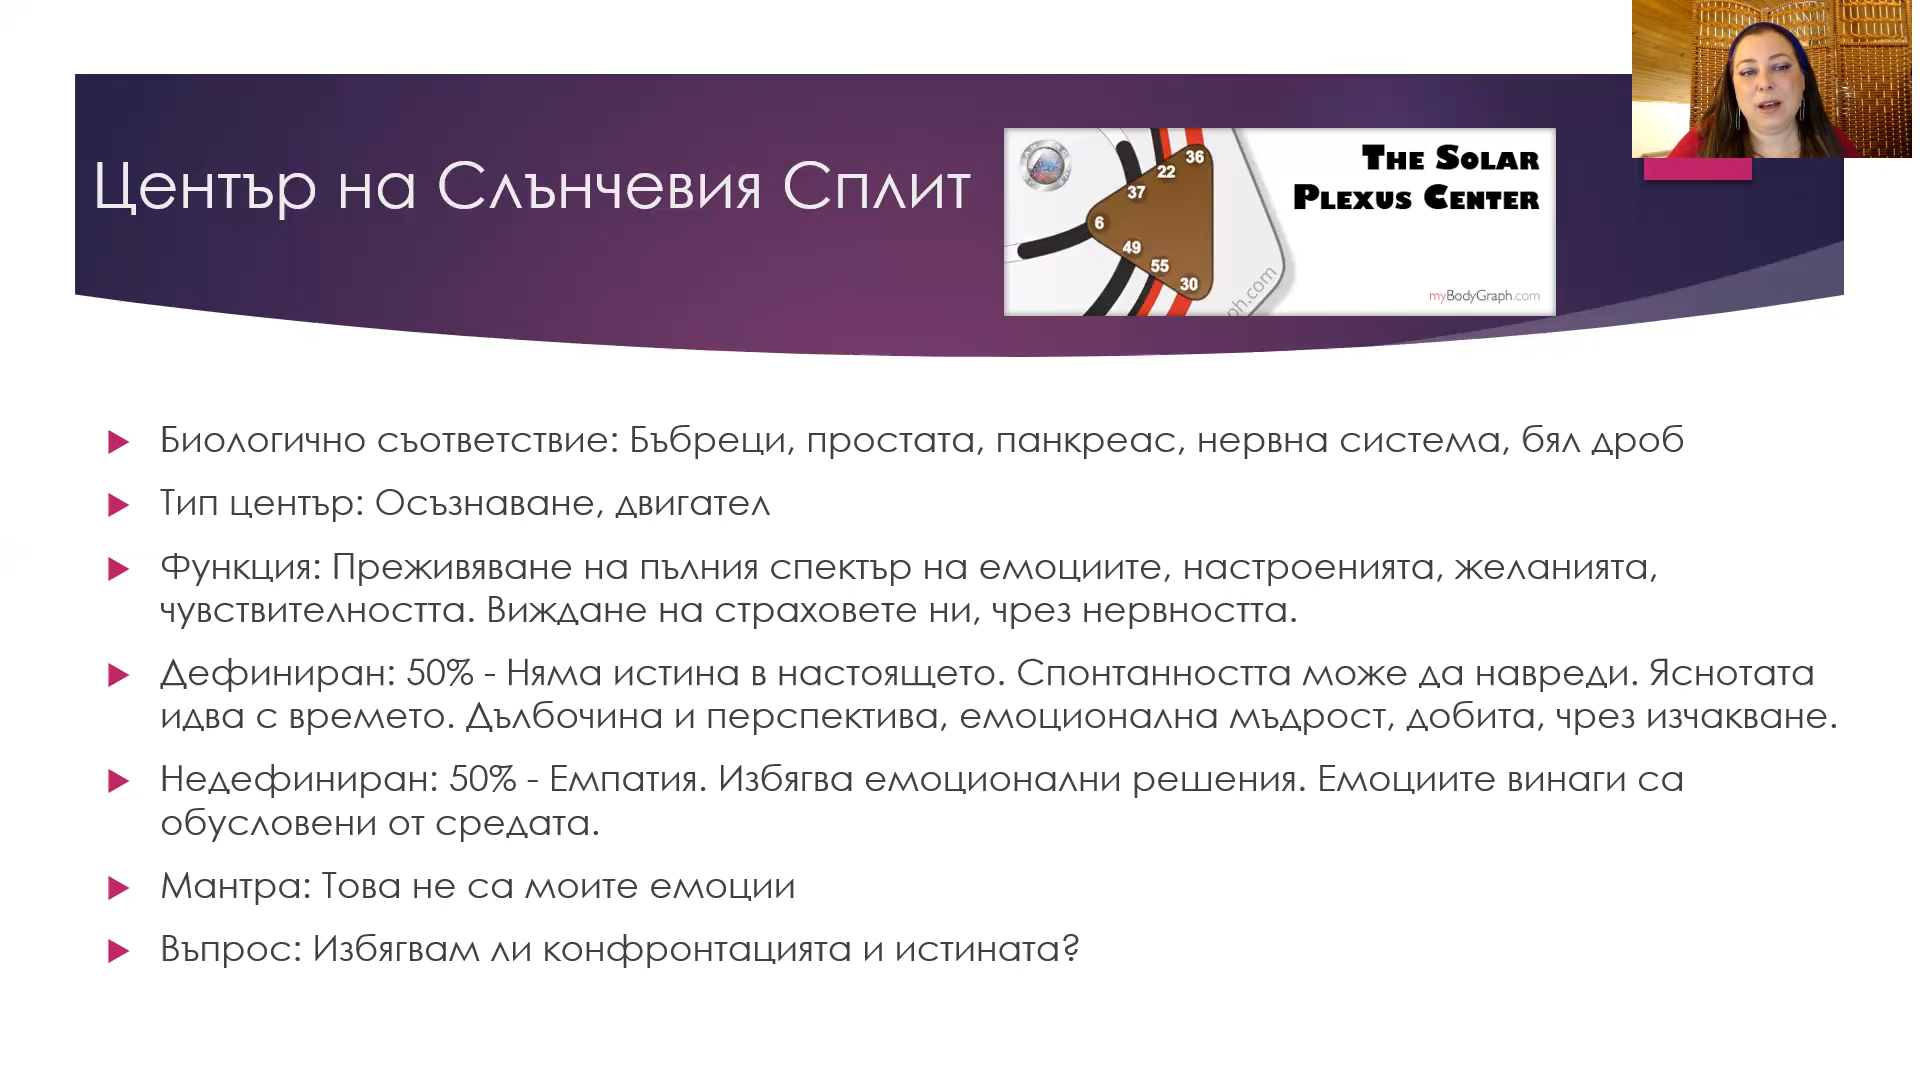 Център на Слънчевия Сплит
THE SOLAR
PLEXUS CENTER
36
22
37
6
49
55
30
ph.com
myBodyGraph.com
Биологично съответствие: Бъбреци, простата, панкреас, нервна система, бял дроб
Тип център: Осъзнаване, двигател
Функция: Преживяване на пълния спектър на емоциите, настроенията, желанията,
чувствителността. Виждане на страховете ни, чрез нервността.
Дефиниран: 50% - Няма истина в настоящето. Спонтанността може да навреди. Яснотата
идва с времето. Дълбочина и перспектива, емоционална мъдрост, добита, чрез изчакване.
Недефиниран: 50% - Емпатия. Избягва емоционални решения. Емоциите винаги са
обусловени от средата.
Мантра: Това не са моите емоции
Въпрос: Избягвам ли конфронтацията и истината?